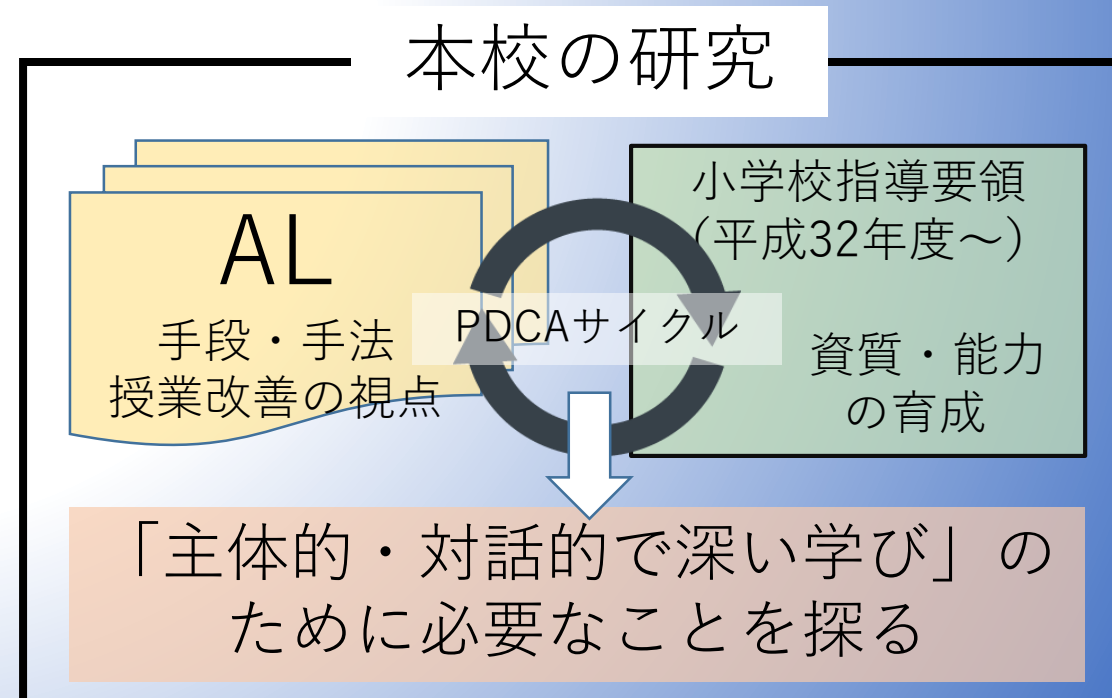 本校の研究
AL
手段・手法
授業改善の視点
PDCAサイクル
小学校指導要領
（平成32年度～）
資質・能力
の育成
「主体的・対話的で深い学び」の
ために必要なことを探る